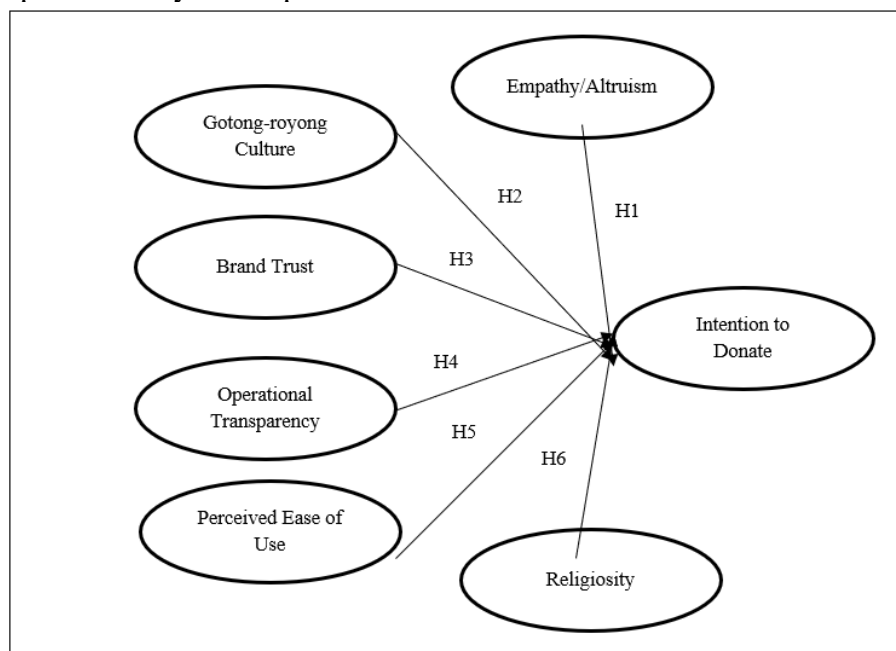 Empathy/Altruism
Gotong-royong
Culture
H2
H1
Brand Trust
H3
Intention to
Donate
H4
Operational
Transparency
H5
H6
Perceived Ease of
Use
Religiosity